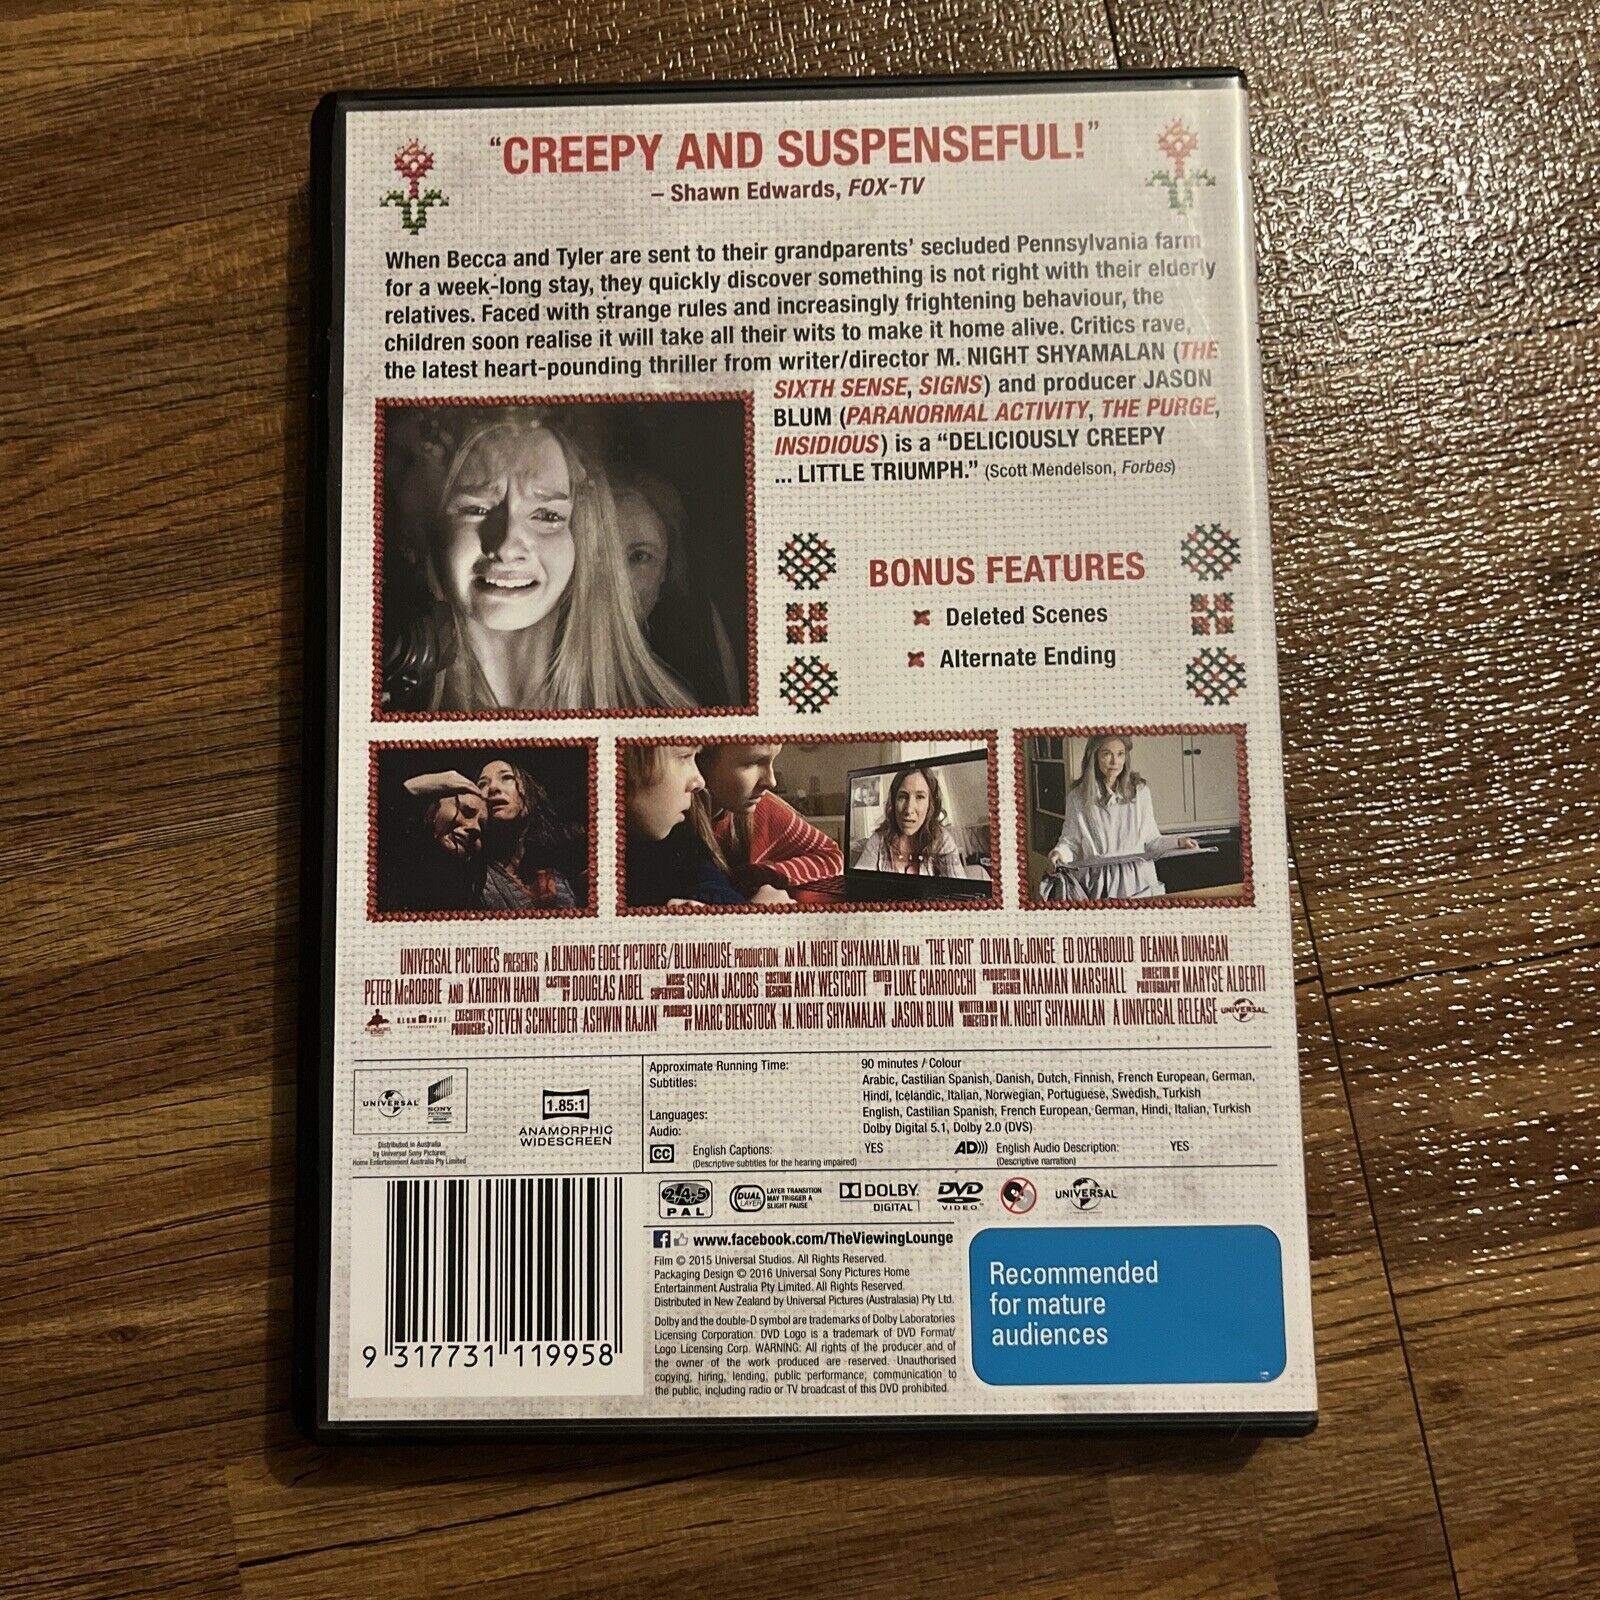 “CREEPY AND SUSPENSEFUL!”
– Shawn Edwards, FOX-TV
When Becca and Tyler are sent to their grandparents’ secluded Pennsylvania farm
for a week-long stay, they quickly discover something is not right with their elderly
relatives. Faced with strange rules and increasingly frightening behaviour, the
children soon realise it will take all their wits to make it home alive. Critics rave,
the latest heart-pounding thriller from writer/director M. NIGHT SHYAMALAN (THE
SIXTH SENSE, SIGNS) and producer JASON
BLUM (PARANORMAL ACTIVITY, THE PURGE,
INSIDIOUS) is a “DELICIOUSLY CREEPY
... LITTLE TRIUMPH.” (Scott Mendelson, Forbes)
BONUS FEATURES
Deleted Scenes
Alternate Ending
UNIVERSAL PICTURES PRESENTS A BLINDING EDGE PICTURES/BLUMHOUSE PRODUCTION AN M. NIGHT SHYAMALAN FILM “THE VISIT” OLIVIA DeJONGE ED OXENBOULD DEANNA DUNAGAN
PETER McROBBIE AND KATHRYN HAHN CASTING BY DOUGLAS AIBEL MUSIC SUPERVISOR SUSAN JACOBS COSTUME DESIGNER AMY WESTCOTT EDITED BY LUKE CIARROCCHI PRODUCTION DESIGNER NAAMAN MARSHALL DIRECTOR OF PHOTOGRAPHY MARYSE ALBERTI
BLUMHOUSE PRODUCTIONS EXECUTIVE PRODUCERS STEVEN SCHNEIDER ASHWIN RAJAN PRODUCED BY MARC BIENSTOCK M. NIGHT SHYAMALAN JASON BLUM WRITTEN AND DIRECTED BY M. NIGHT SHYAMALAN A UNIVERSAL RELEASE UNIVERSAL
UNIVERSAL SONY PICTURES
Distributed in Australia
by Universal Sony Pictures
Home Entertainment Australia Pty Limited
1.85:1
ANAMORPHIC
WIDESCREEN
Approximate Running Time: 90 minutes / Colour
Subtitles: Arabic, Castilian Spanish, Danish, Dutch, Finnish, French European, German,
Hindi, Icelandic, Italian, Norwegian, Portuguese, Swedish, Turkish
Languages: English, Castilian Spanish, French European, German, Hindi, Italian, Turkish
Audio: Dolby Digital 5.1, Dolby 2.0 (DVS)
CC English Captions: YES AD))) English Audio Description: YES
(Descriptive subtitles for the hearing impaired) (Descriptive narration)
2·4·5 PAL
DUAL LAYER
LAYER TRANSITION
MAY TRIGGER A
SLIGHT PAUSE
DOLBY
DIGITAL
DVD
VIDEO™
UNIVERSAL
f www.facebook.com/TheViewingLounge
Film © 2015 Universal Studios. All Rights Reserved.
Packaging Design © 2016 Universal Sony Pictures Home
Entertainment Australia Pty Limited. All Rights Reserved.
Distributed in New Zealand by Universal Pictures (Australasia) Pty Ltd.
Dolby and the double-D symbol are trademarks of Dolby Laboratories
Licensing Corporation. DVD Logo is a trademark of DVD Format/
Logo Licensing Corp. WARNING: All rights of the producer and of
the owner of the work produced are reserved. Unauthorised
copying, hiring, lending, public performance, communication to
the public, including radio or TV broadcast of this DVD prohibited.
9 317731 119958
Recommended
for mature
audiences